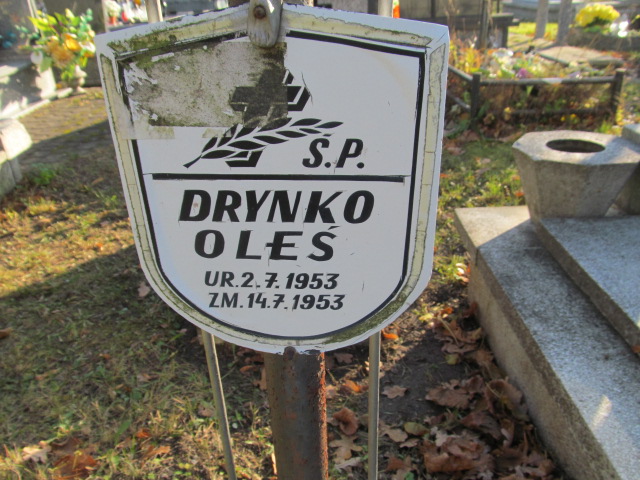 Ś.P.
DRYNKO
OLEŚ
UR.2.7.1953
ZM.14.7.1953